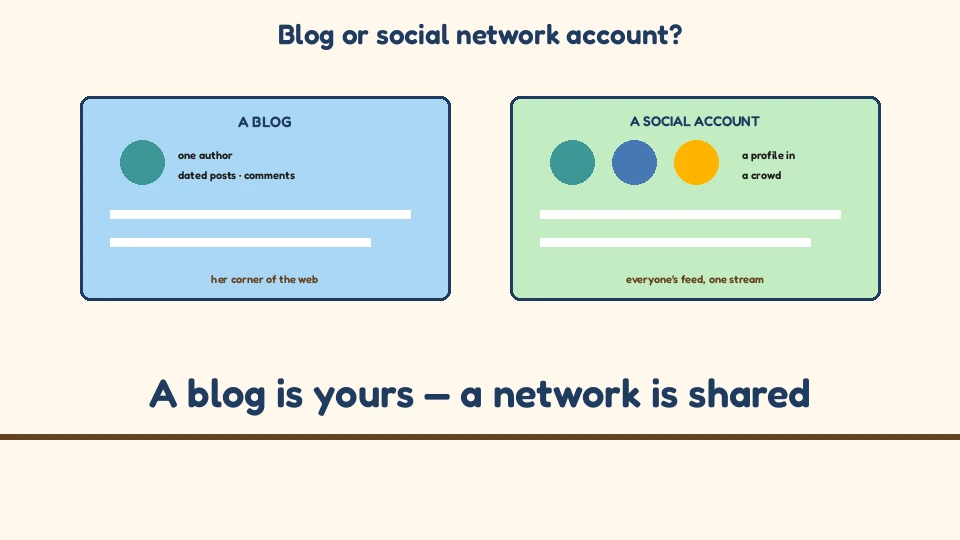 Blog or social network account?
A BLOG
one author
dated posts · comments
her corner of the web
A SOCIAL ACCOUNT
a profile in
a crowd
everyone's feed, one stream
A blog is yours — a network is shared